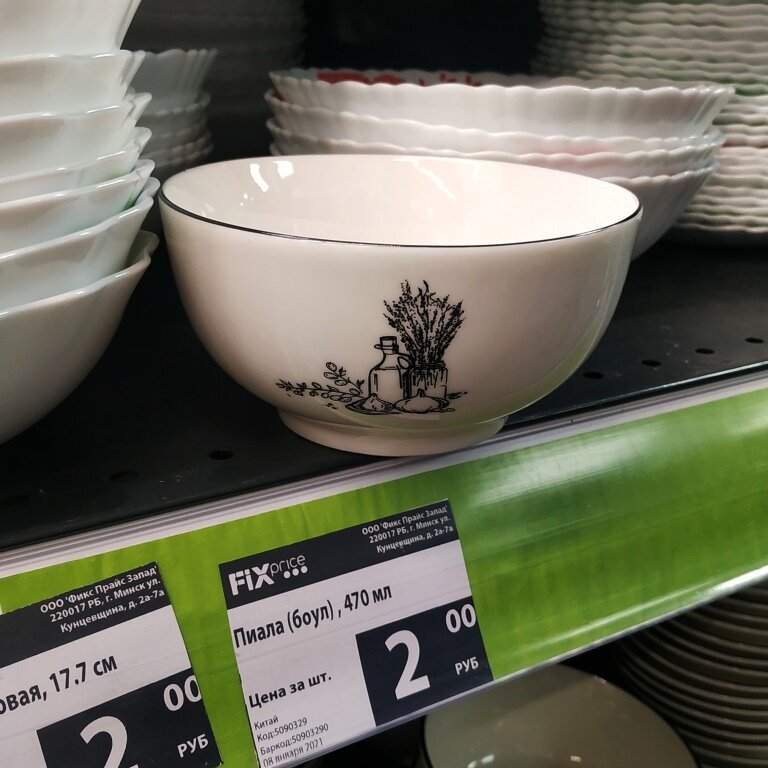 ООО 'Фикс Прайс Запад'
220017 РБ, г. Минск ул.
Кунцевщина, д. 2а-7а
17.7 см
2 00
РУБ
ООО 'Фикс Прайс Запад'
220017 РБ, г. Минск ул.
Кунцевщина, д. 2а-7а
FIX price
Пиала (боул) , 470 мл
2 00
РУБ
Цена за шт.
Китай
Код:5090329
Баркод:50903290
08 января 2021